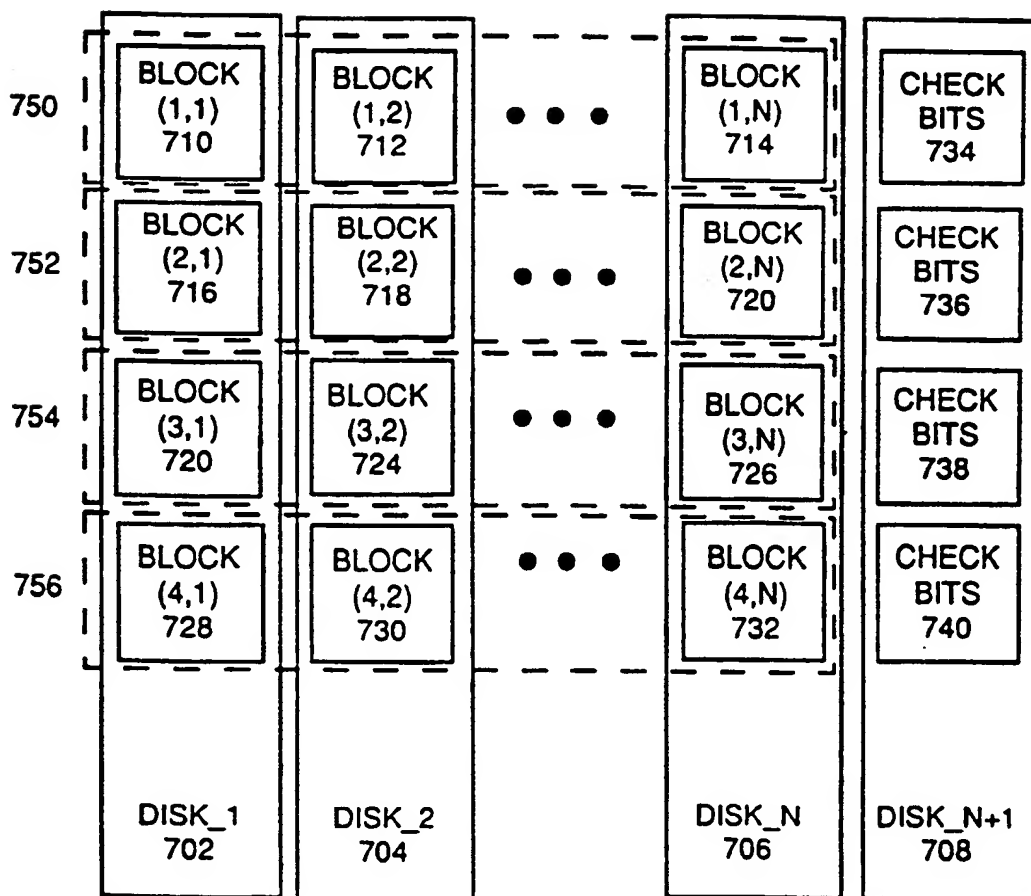 750
BLOCK
(1,1)
710
BLOCK
(1,2)
712
BLOCK
(1,N)
714
CHECK
BITS
734
752
BLOCK
(2,1)
716
BLOCK
(2,2)
718
BLOCK
(2,N)
720
CHECK
BITS
736
754
BLOCK
(3,1)
720
BLOCK
(3,2)
724
BLOCK
(3,N)
726
CHECK
BITS
738
756
BLOCK
(4,1)
728
BLOCK
(4,2)
730
BLOCK
(4,N)
732
CHECK
BITS
740
DISK_1
702
DISK_2
704
DISK_N
706
DISK_N+1
708